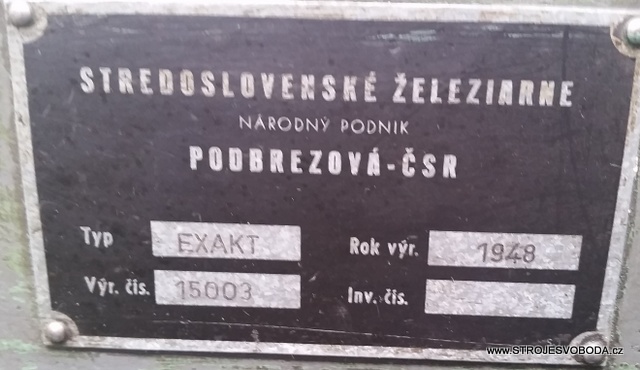 STREDOSLOVENSKÉ ŽELEZIARNE
NÁRODNÝ PODNIK
PODBREZOVÁ-ČSR
Typ EXAKT Rok výr. 1948
Výr. čís. 15003 Inv. čís.
www.STROJESVOBODA.cz